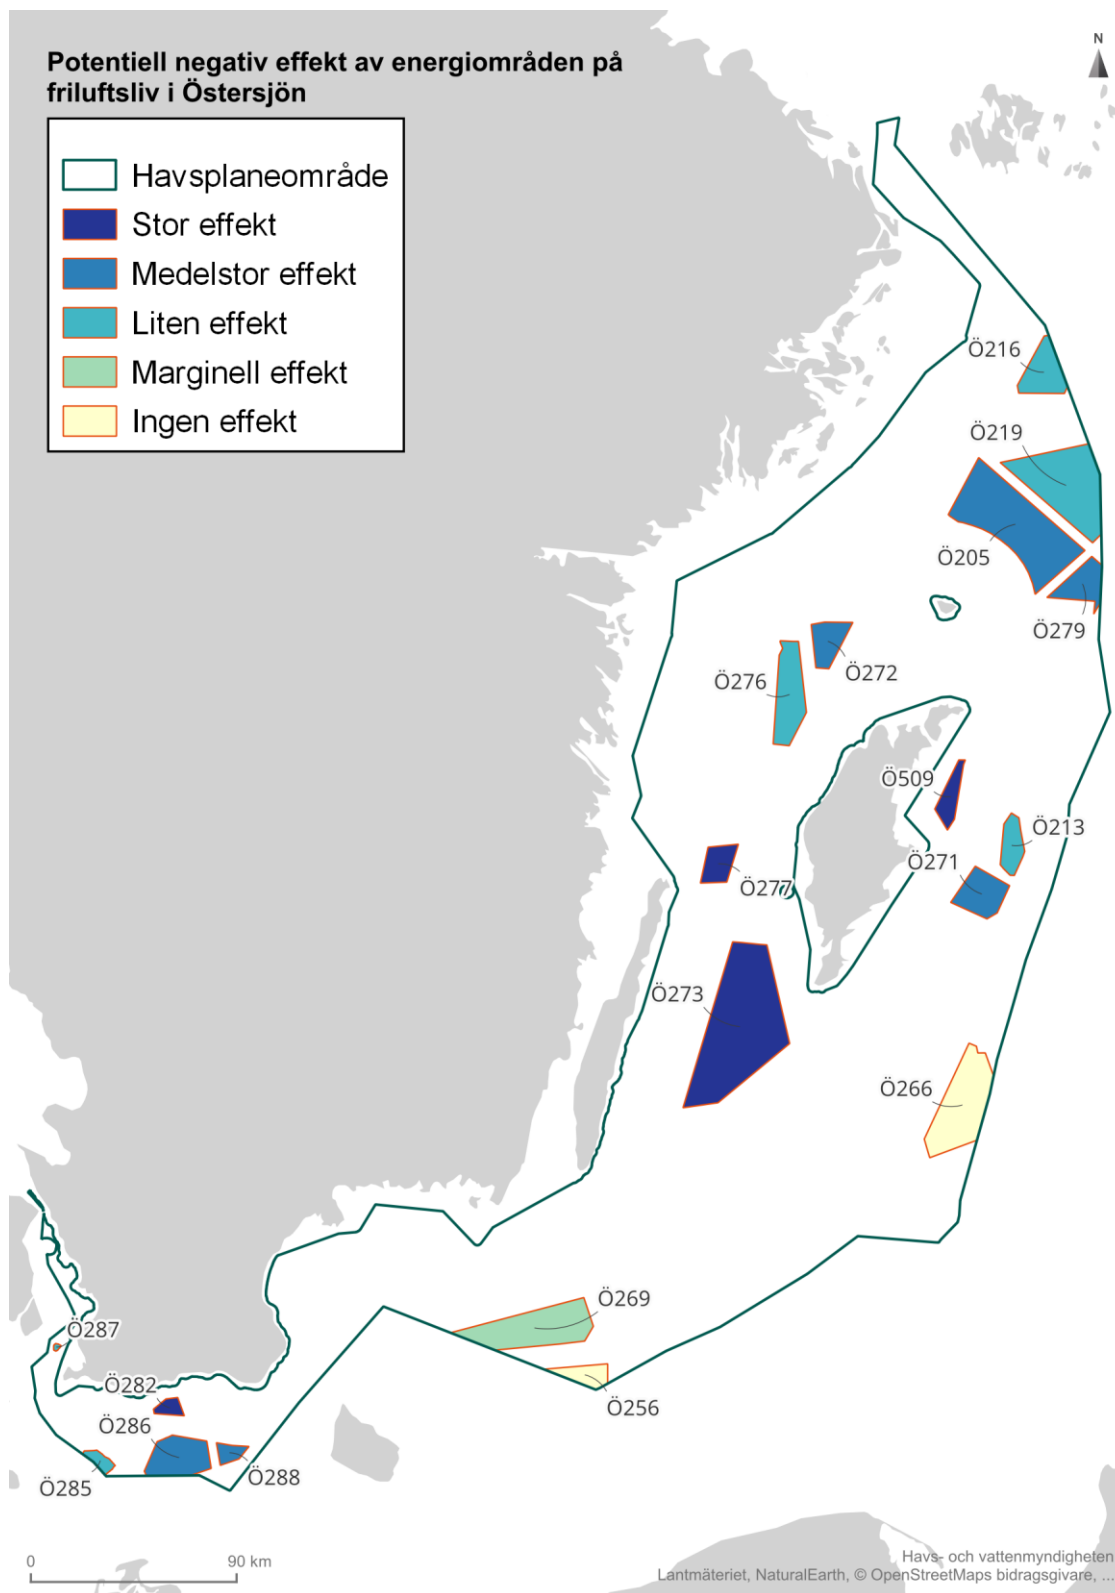 Potentiell negativ effekt av energiområden på
friluftsliv i Östersjön
N
Havsplaneområde
Stor effekt
Medelstor effekt
Liten effekt
Marginell effekt
Ingen effekt
Ö216
Ö219
Ö205
Ö279
Ö272
Ö276
Ö509
Ö213
Ö271
Ö277
Ö273
Ö266
Ö269
Ö287
Ö282
Ö256
Ö286
Ö288
Ö285
0 90 km
Havs- och vattenmyndigheten
Lantmäteriet, NaturalEarth, © OpenStreetMaps bidragsgivare, ...